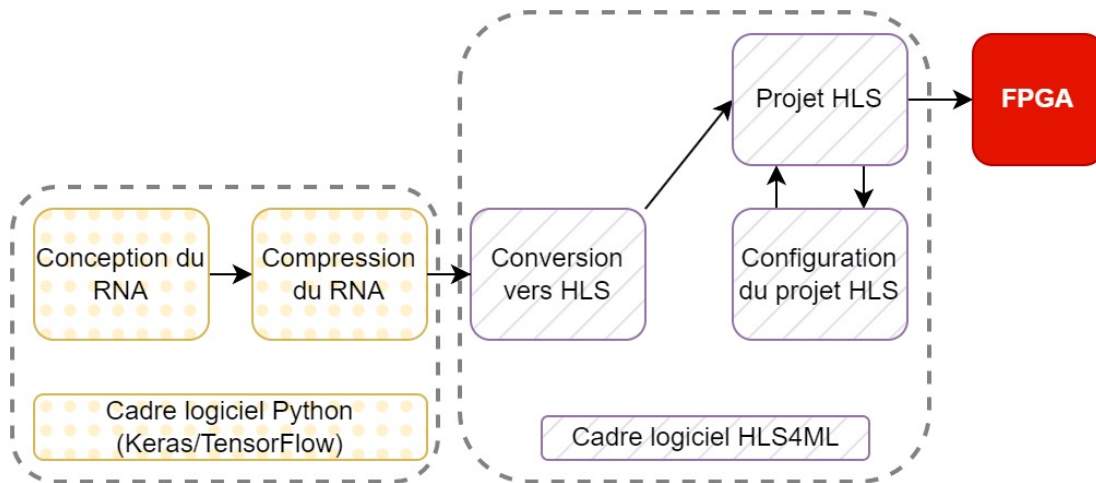 Projet HLS
FPGA
Conception du
RNA
Compression
du RNA
Conversion
vers HLS
Configuration
du projet HLS
Cadre logiciel Python
(Keras/TensorFlow)
Cadre logiciel HLS4ML